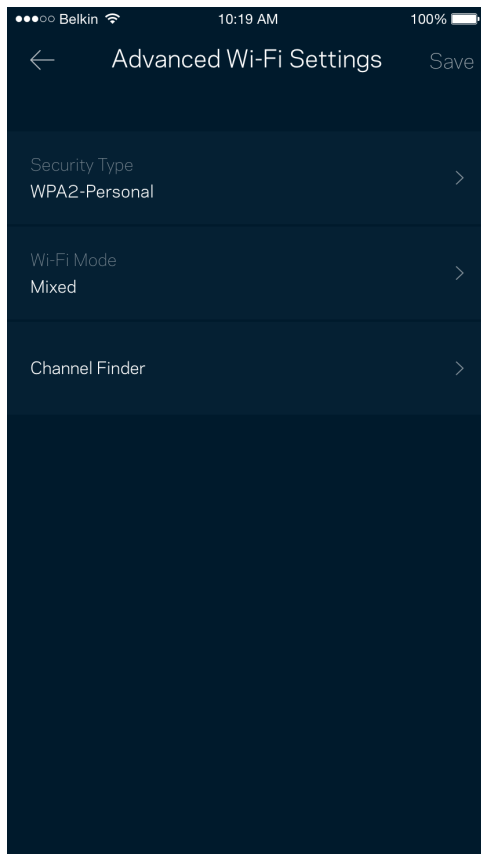 Belkin 10:19 AM 100%
Advanced Wi-Fi Settings Save
Security Type
WPA2-Personal
Wi-Fi Mode
Mixed
Channel Finder